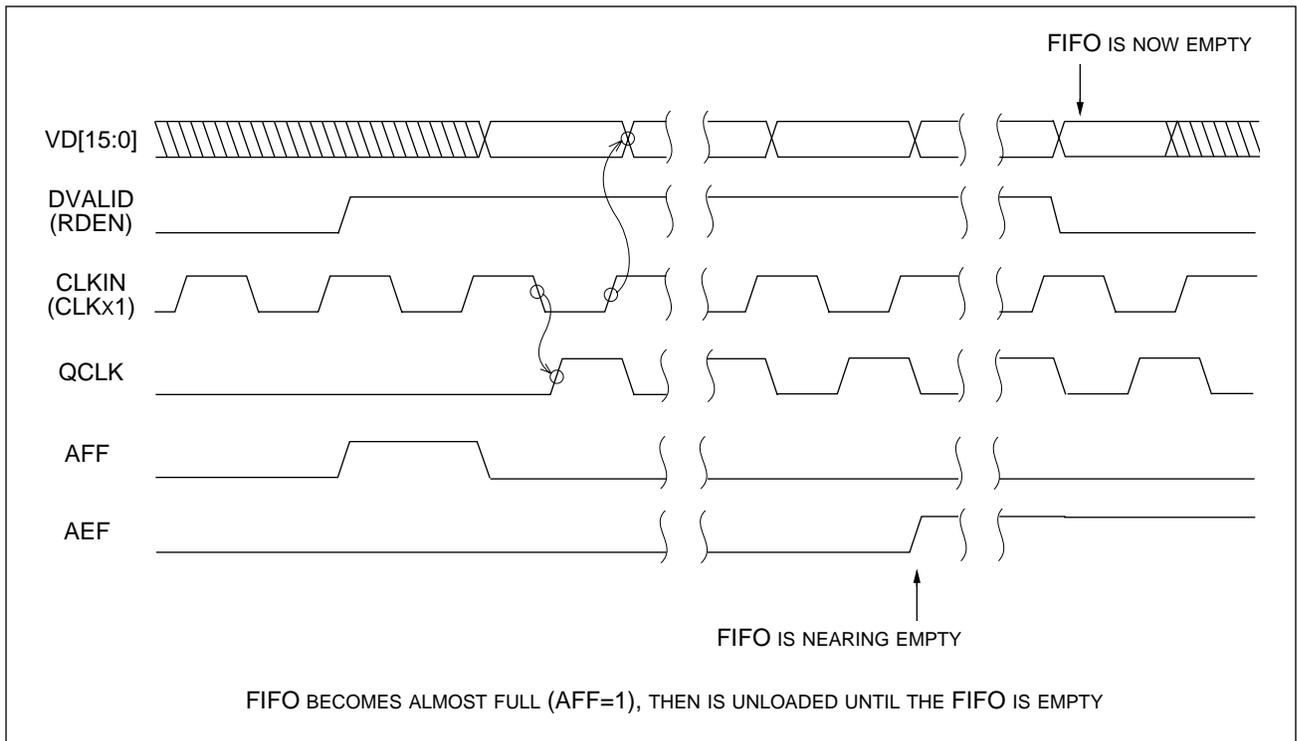 FIFO IS NOW EMPTY
VD[15:0]
DVALID
(RDEN)
CLKIN
(CLKX1)
QCLK
AFF
AEF
FIFO IS NEARING EMPTY
FIFO BECOMES ALMOST FULL (AFF=1), THEN IS UNLOADED UNTIL THE FIFO IS EMPTY